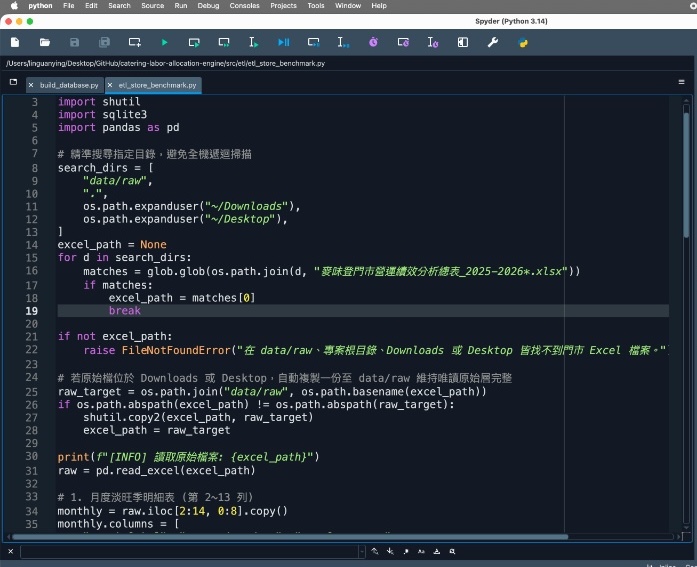 python File Edit Search Source Run Debug Consoles Projects Tools Window Help
Spyder (Python 3.14)
/Users/linguanying/Desktop/GitHub/catering-labor-allocation-engine/src/etl/etl_store_benchmark.py
build_database.py etl_store_benchmark.py
3 import shutil
4 import sqlite3
5 import pandas as pd
6
7 # 精準搜尋指定目錄，避免全機遞迴掃描
8 search_dirs = [
9 "data/raw",
10 ".",
11 os.path.expanduser("~/Downloads"),
12 os.path.expanduser("~/Desktop"),
13 ]
14 excel_path = None
15 for d in search_dirs:
16 matches = glob.glob(os.path.join(d, "麥味登門市營運績效分析總表_2025-2026*.xlsx"))
17 if matches:
18 excel_path = matches[0]
19 break
20
21 if not excel_path:
22 raise FileNotFoundError("在 data/raw、專案根目錄、Downloads 或 Desktop 皆找不到門市 Excel 檔案。"
23
24 # 若原始檔位於 Downloads 或 Desktop，自動複製一份至 data/raw 維持唯讀原始層完整
25 raw_target = os.path.join("data/raw", os.path.basename(excel_path))
26 if os.path.abspath(excel_path) != os.path.abspath(raw_target):
27 shutil.copy2(excel_path, raw_target)
28 excel_path = raw_target
29
30 print(f"[INFO] 讀取原始檔案: {excel_path}")
31 raw = pd.read_excel(excel_path)
32
33 # 1. 月度淡旺季明細表 (第 2~13 列)
34 monthly = raw.iloc[2:14, 0:8].copy()
35 monthly.columns = [